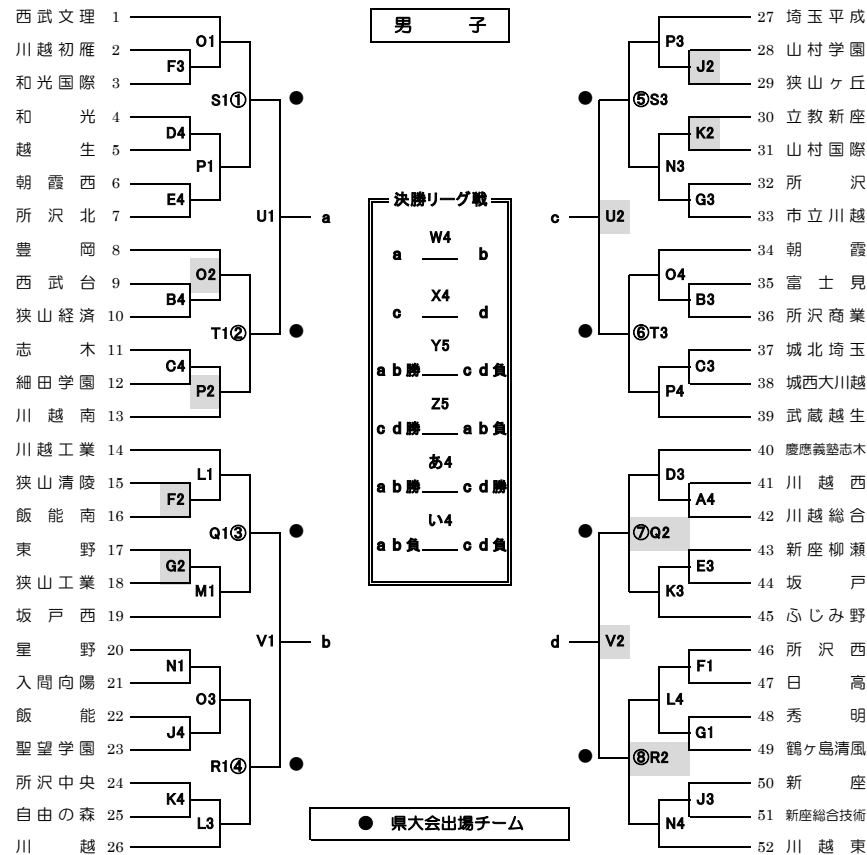 男 子
西武文理 1
川越初雁 2
和光国際 3
和光 4
越生 5
朝霞西 6
所沢北 7
豊岡 8
西武台 9
狭山経済 10
志木 11
細田学園 12
川越南 13
川越工業 14
狭山清陵 15
飯能南 16
東野 17
狭山工業 18
坂戸西 19
星野 20
入間向陽 21
飯能 22
聖望学園 23
所沢中央 24
自由の森 25
川越 26
O1
F3
S1①
D4
P1
E4
U1
a
O2
B4
T1②
C4
P2
L1
F2
Q1③
G2
M1
V1
b
N1
O3
J4
R1④
K4
L3
決勝リーグ戦
W4
a b
X4
c d
Y5
ab勝 cd負
Z5
cd勝 ab負
あ4
ab勝 cd勝
い4
ab負 cd負
● 県大会出場チーム
P3
J2
⑤S3
K2
N3
G3
c
U2
O4
B3
⑥T3
C3
P4
D3
A4
⑦Q2
E3
K3
d
V2
F1
L4
G1
⑧R2
J3
N4
27 埼玉平成
28 山村学園
29 狭山ヶ丘
30 立教新座
31 山村国際
32 所沢
33 市立川越
34 朝霞
35 富士見
36 所沢商業
37 城北埼玉
38 城西大川越
39 武蔵越生
40 慶應義塾志木
41 川越西
42 川越総合
43 新座柳瀬
44 坂戸
45 ふじみ野
46 所沢西
47 日高
48 秀明
49 鶴ヶ島清風
50 新座
51 新座総合技術
52 川越東